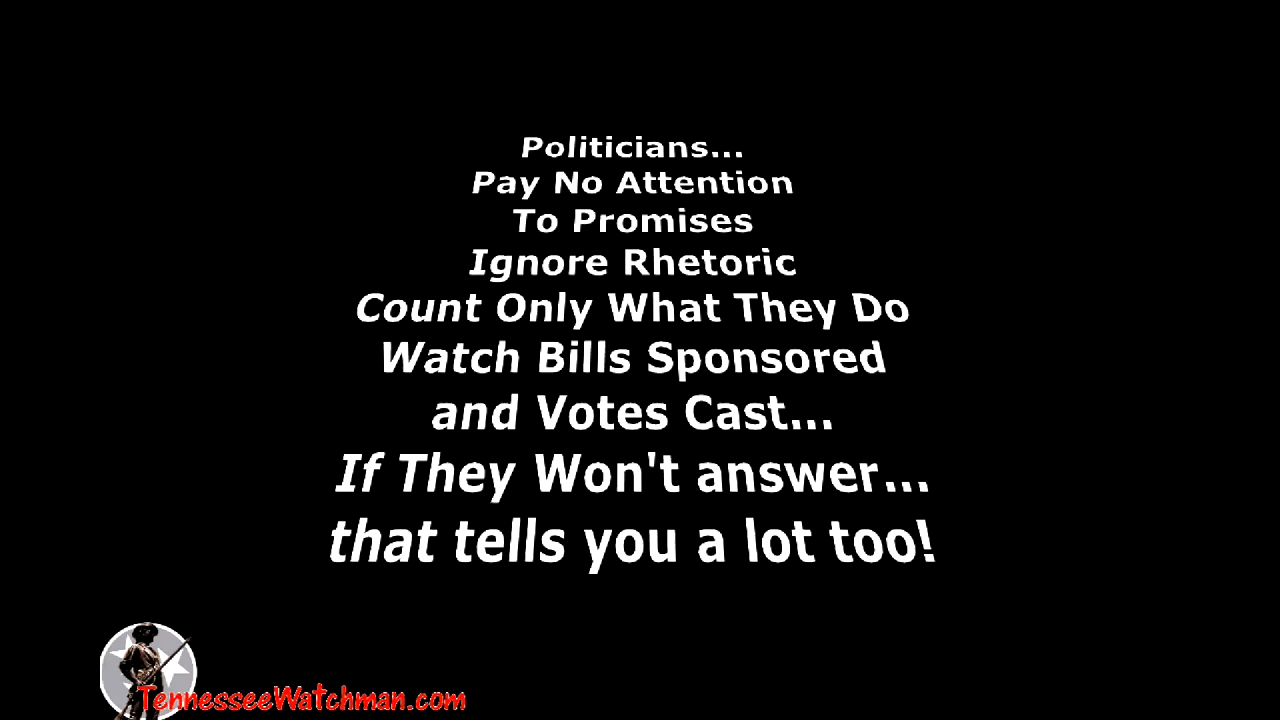 Politicians...
Pay No Attention
To Promises
Ignore Rhetoric
Count Only What They Do
Watch Bills Sponsored
and Votes Cast...
If They Won't answer...
that tells you a lot too!
TennesseeWatchman.com